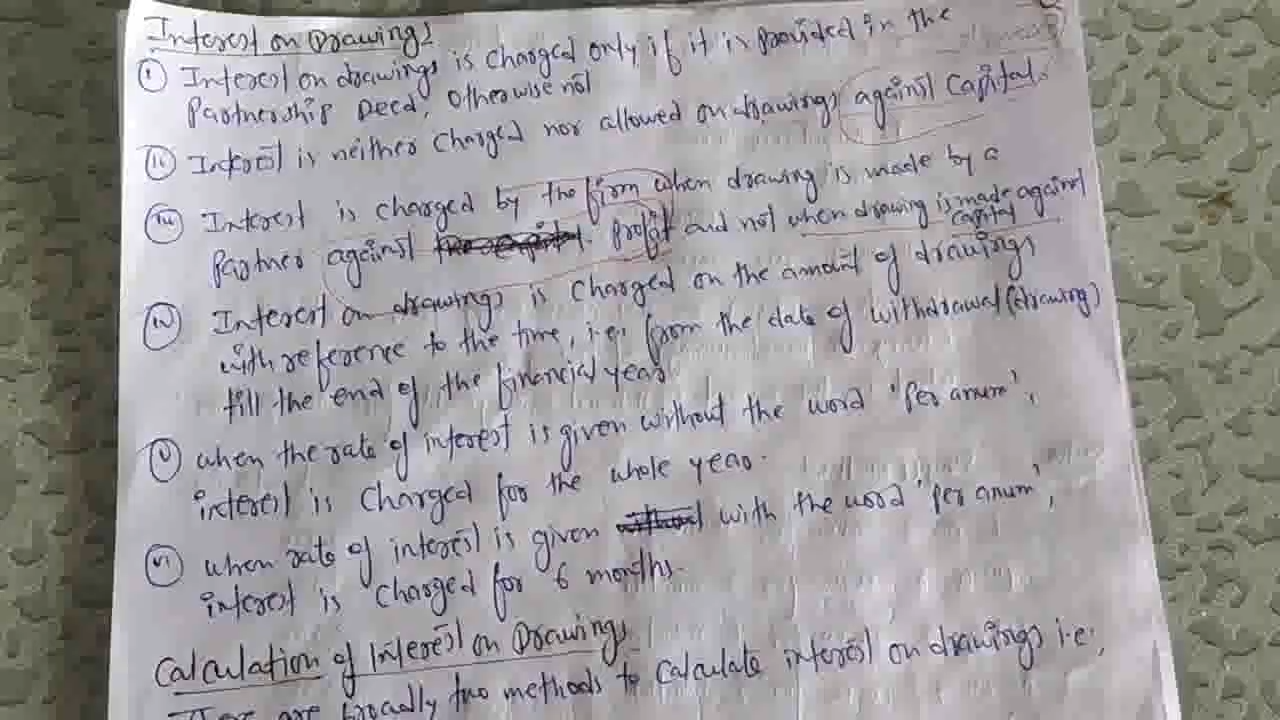 Interest on Drawings
(i) Interest on drawings is charged only if it is provided in the
Partnership Deed, Otherwise not
(ii) Interest is neither charged nor allowed on drawings against Capital.
(iii) Interest is charged by the firm when drawing is made by a
Partner against profit and not when drawing is made against
capital
(iv) Interest on drawings is charged on the amount of drawings
with reference to the time, i.e. from the date of withdrawal (drawing)
till the end of the financial year.
(v) when the rate of interest is given without the word 'Per anum',
interest is charged for the whole year.
(vi) when rate of interest is given with the word 'per anum',
interest is charged for 6 months.
Calculation of Interest on Drawings
There are broadly two methods to calculate interest on drawings i.e;